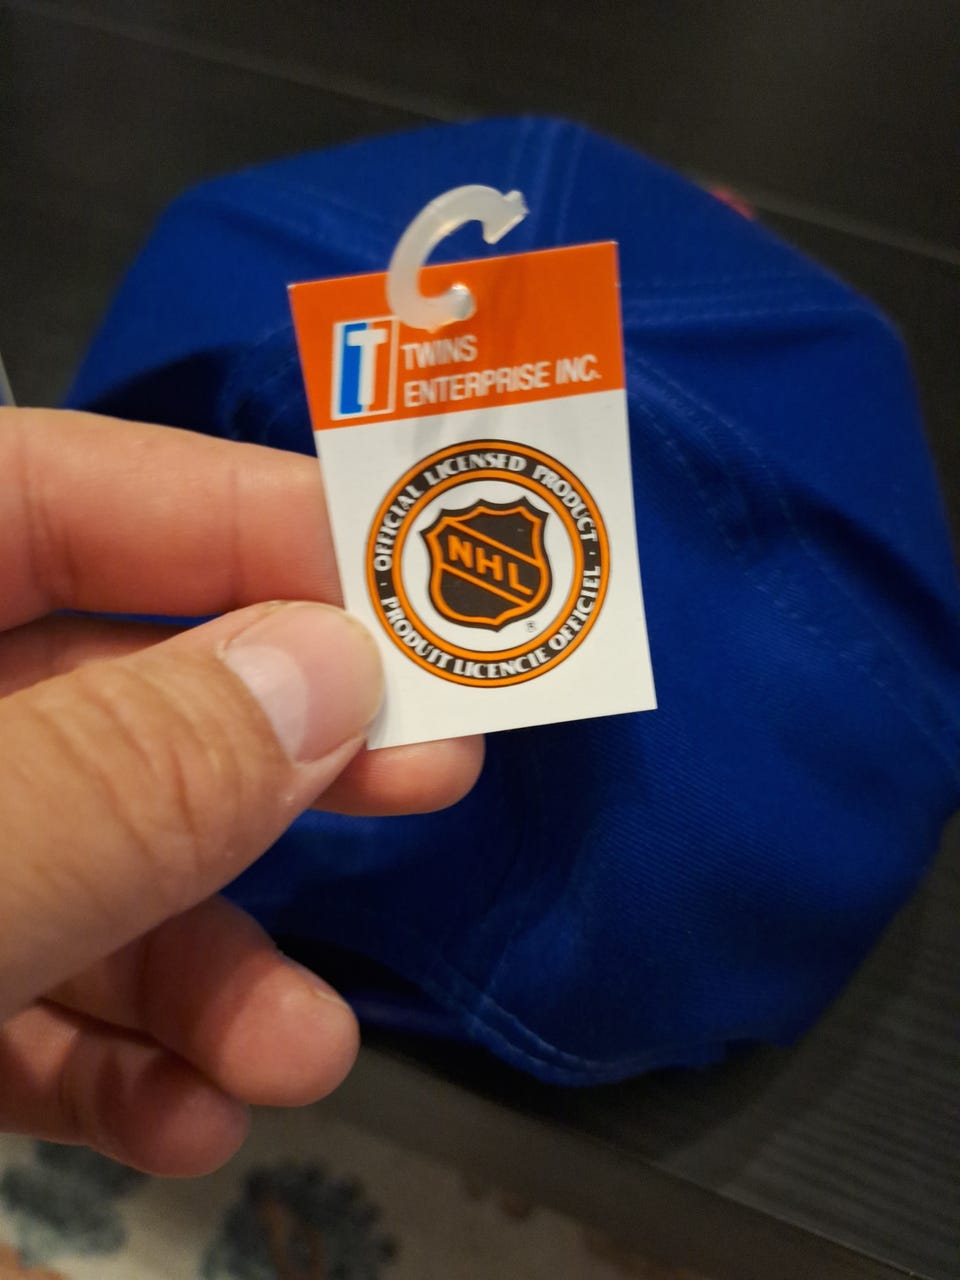 T
TWINS
ENTERPRISE INC.
OFFICIAL LICENSED PRODUCT
NHL
®
· PRODUIT LICENCIE OFFICIEL ·